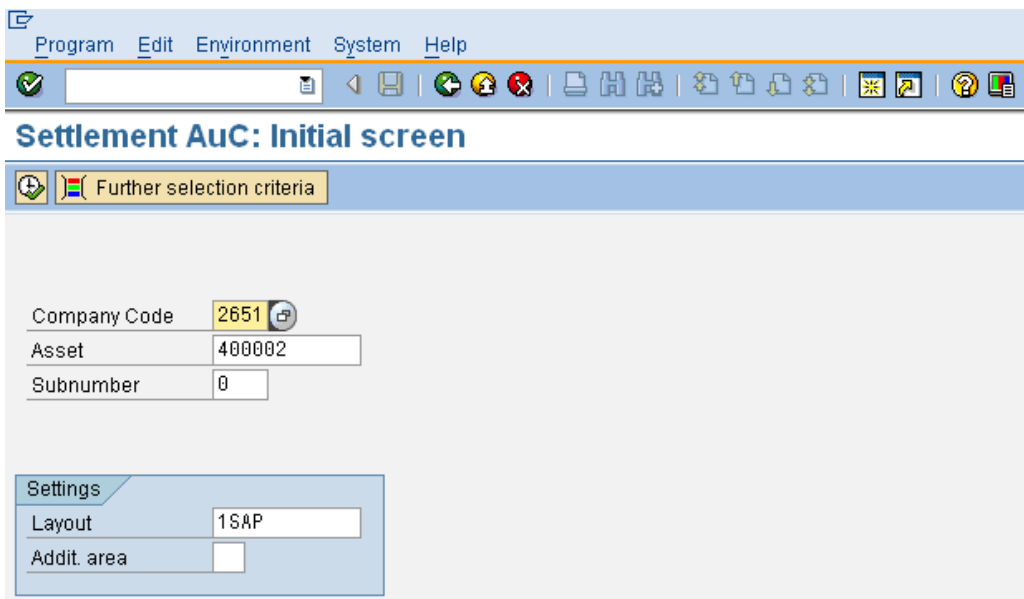 Program Edit Environment System Help
Settlement AuC: Initial screen
Further selection criteria
Company Code 2651
Asset 400002
Subnumber 0
Settings
Layout 1SAP
Addit. area